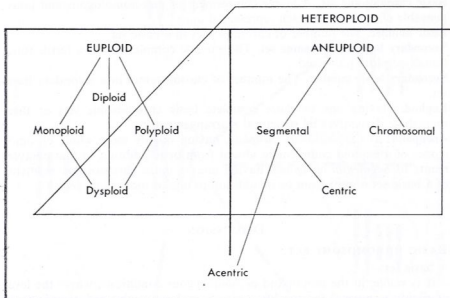 HETEROPLOID
EUPLOID
ANEUPLOID
Diploid
Monoploid
Polyploid
Segmental
Chromosomal
Dysploid
Centric
Acentric